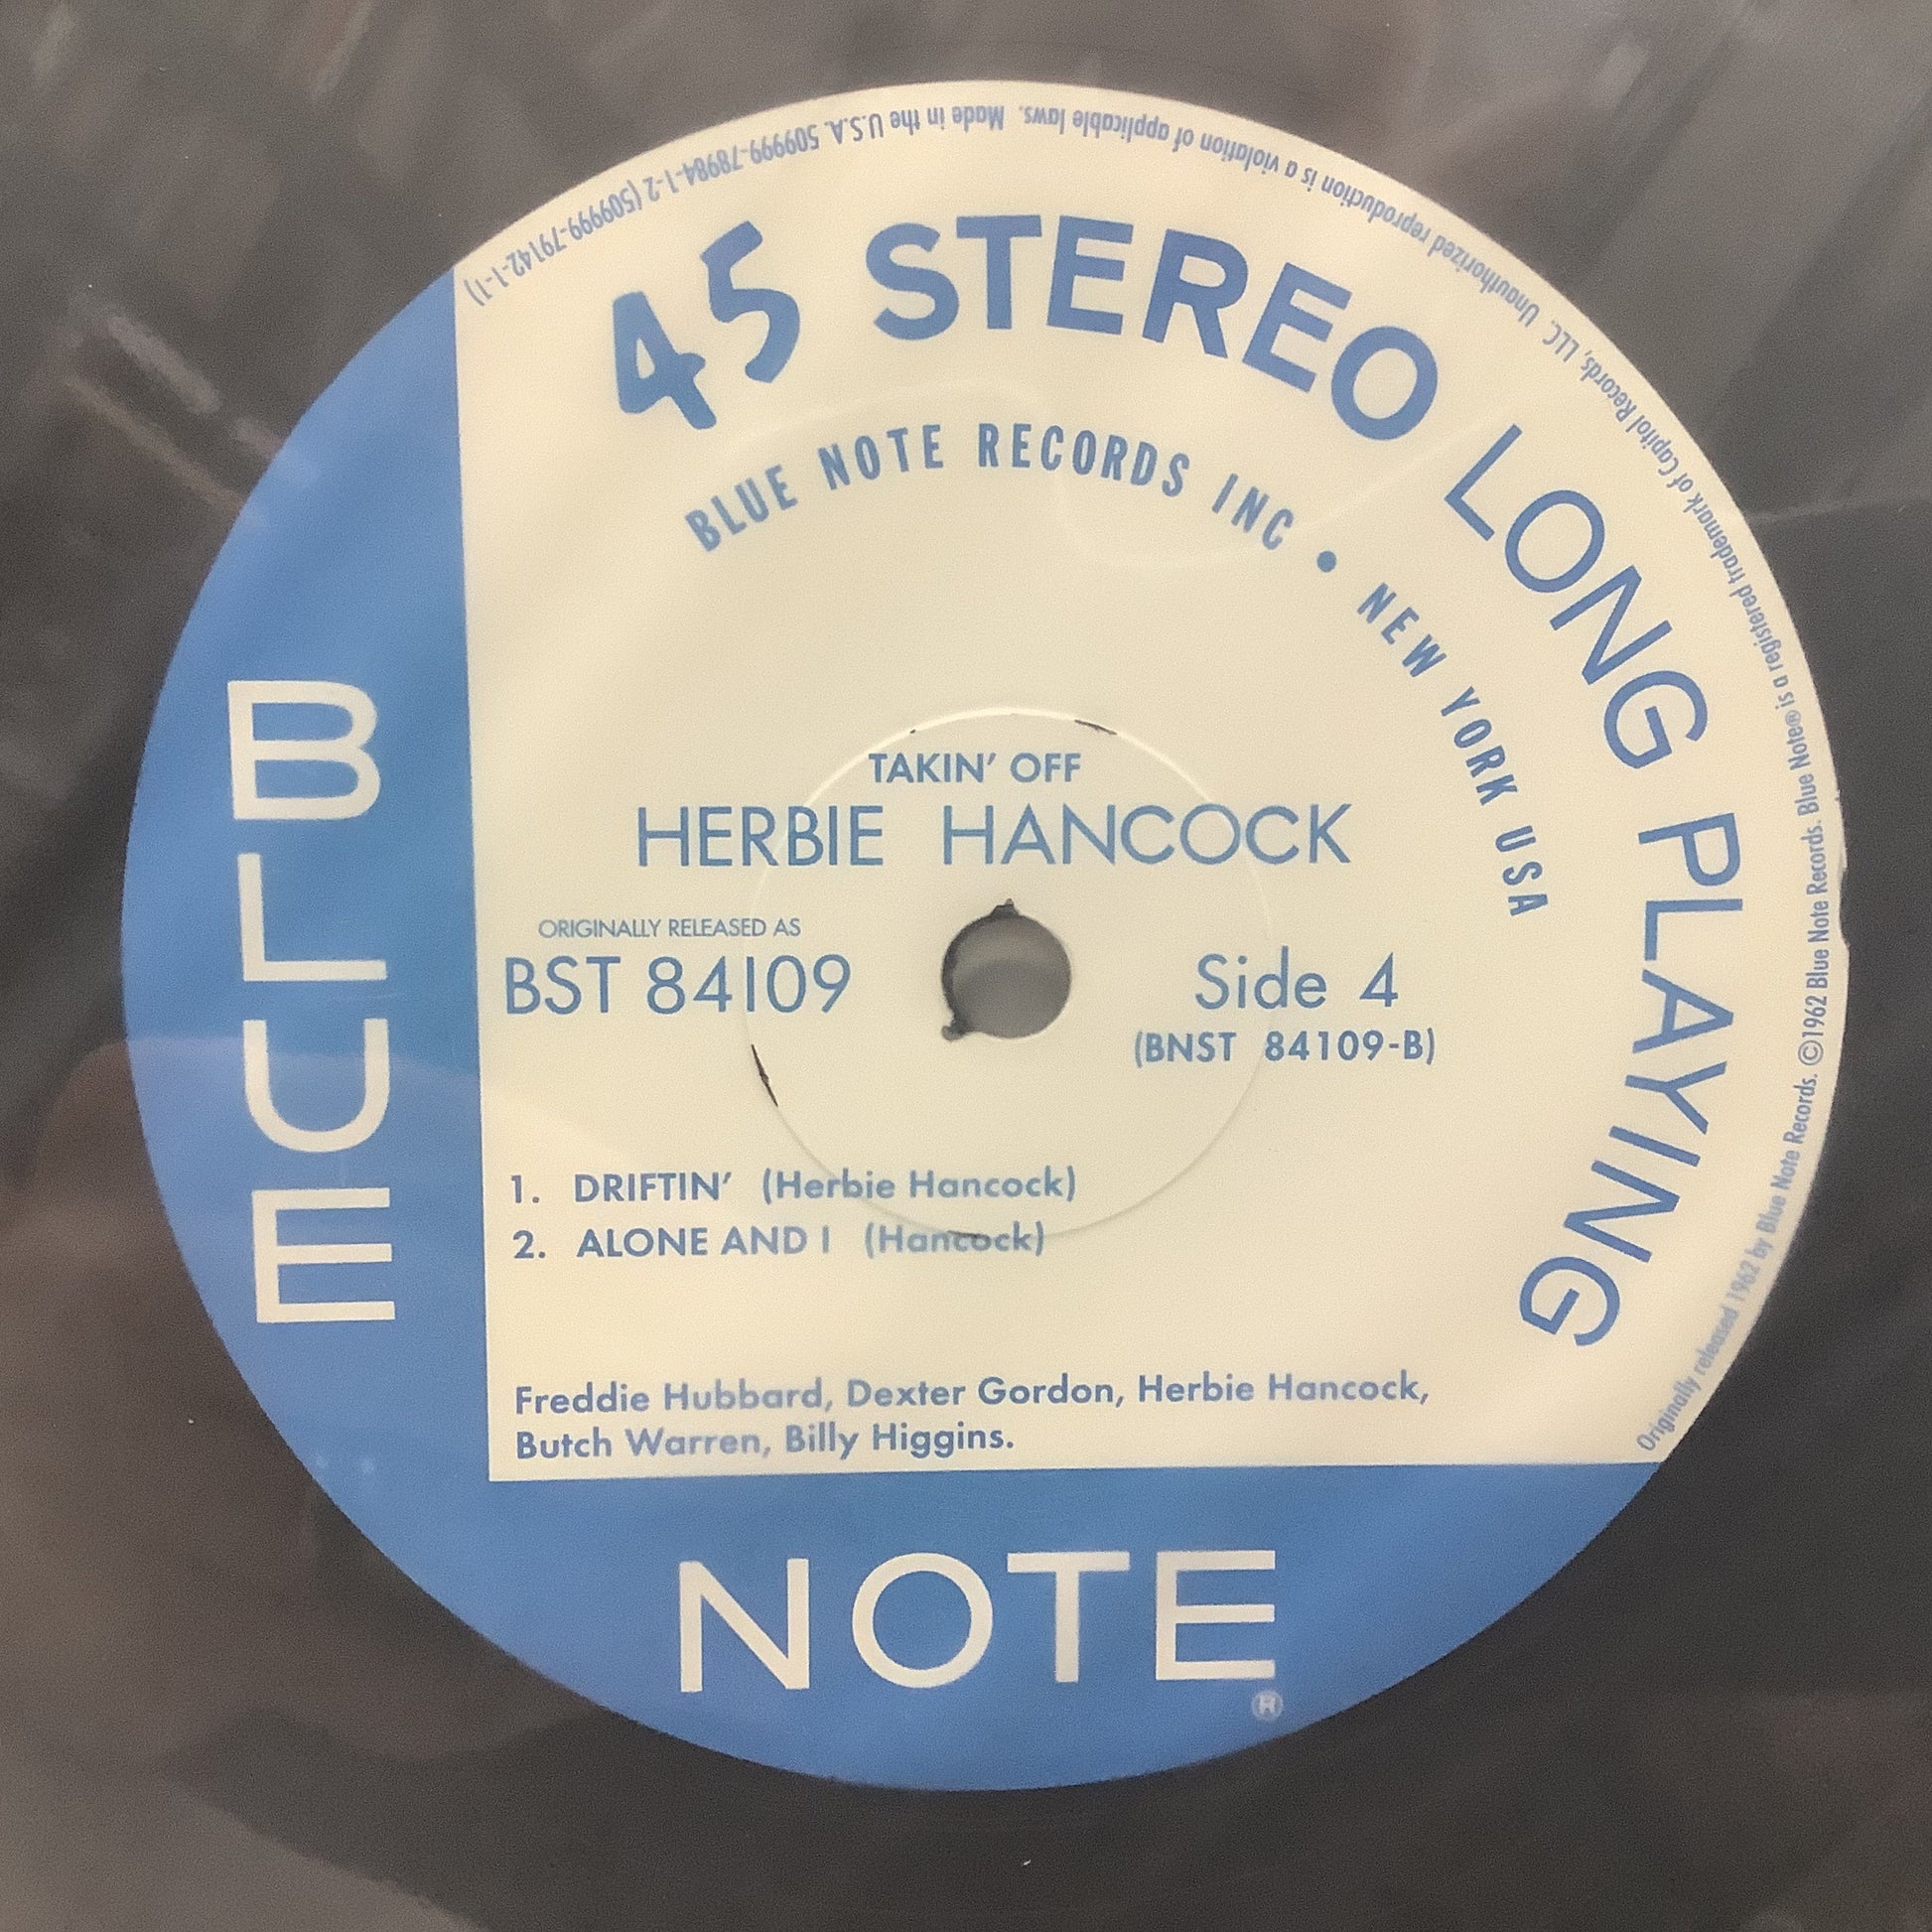 45 STEREO LONG PLAYING
BLUE NOTE RECORDS INC • NEW YORK USA
TAKIN' OFF
HERBIE HANCOCK
ORIGINALLY RELEASED AS
BST 84109
Side 4
(BNST 84109-B)
1. DRIFTIN' (Herbie Hancock)
2. ALONE AND I (Hancock)
Freddie Hubbard, Dexter Gordon, Herbie Hancock,
Butch Warren, Billy Higgins.
BLUE
NOTE®
Originally released 1962 by Blue Note Records. ©1962 Blue Note Records. Blue Note® is a registered trademark of Capitol Records, LLC. Unauthorized reproduction is a violation of applicable laws. Made in the U.S.A. 509999-78984-1-2 (509999-79142-1-1)